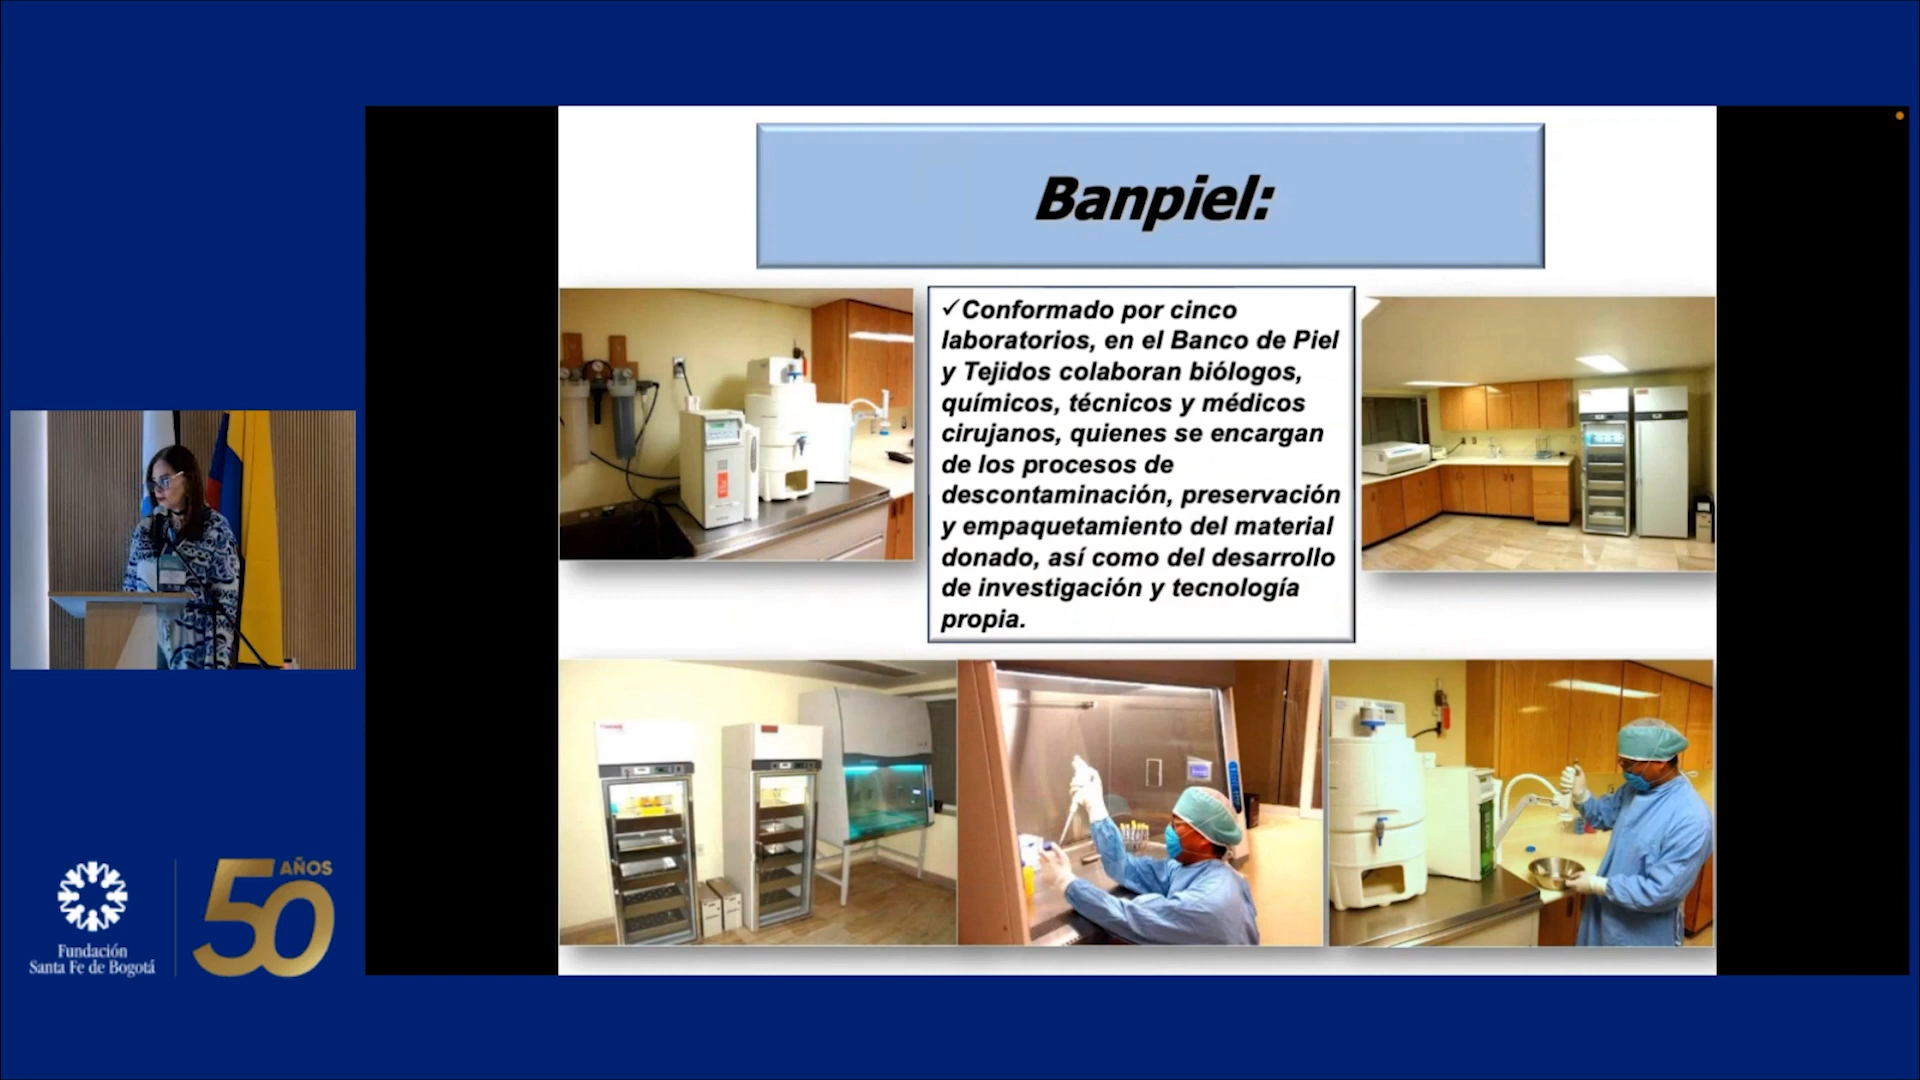 Banpiel:
✓Conformado por cinco
laboratorios, en el Banco de Piel
y Tejidos colaboran biólogos,
químicos, técnicos y médicos
cirujanos, quienes se encargan
de los procesos de
descontaminación, preservación
y empaquetamiento del material
donado, así como del desarrollo
de investigación y tecnología
propia.
Fundación
Santa Fe de Bogotá
50 AÑOS